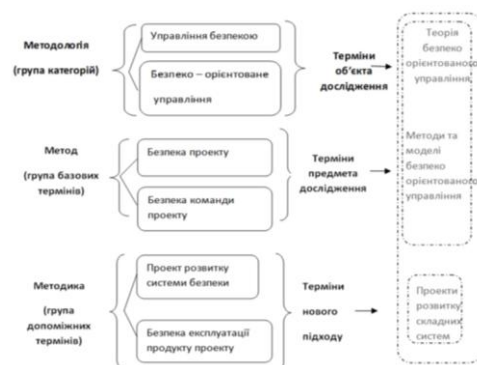 Методологія
(група категорій)
Управління безпекою
Безпеко – орієнтоване
управління
Терміни
об'єкта
дослідження
Теорія
безпеко
орієнтованого
управління
Метод
(група базових
термінів)
Безпека проекту
Безпека команди
проекту
Терміни
предмета
дослідження
Методи та
моделі
безпеко
орієнтованого
управління
Методика
(група
допоміжних
термінів)
Проект розвитку
системи безпеки
Безпека експлуатації
продукту проекту
Терміни
нового
підходу
Проекти
розвитку
складних
систем